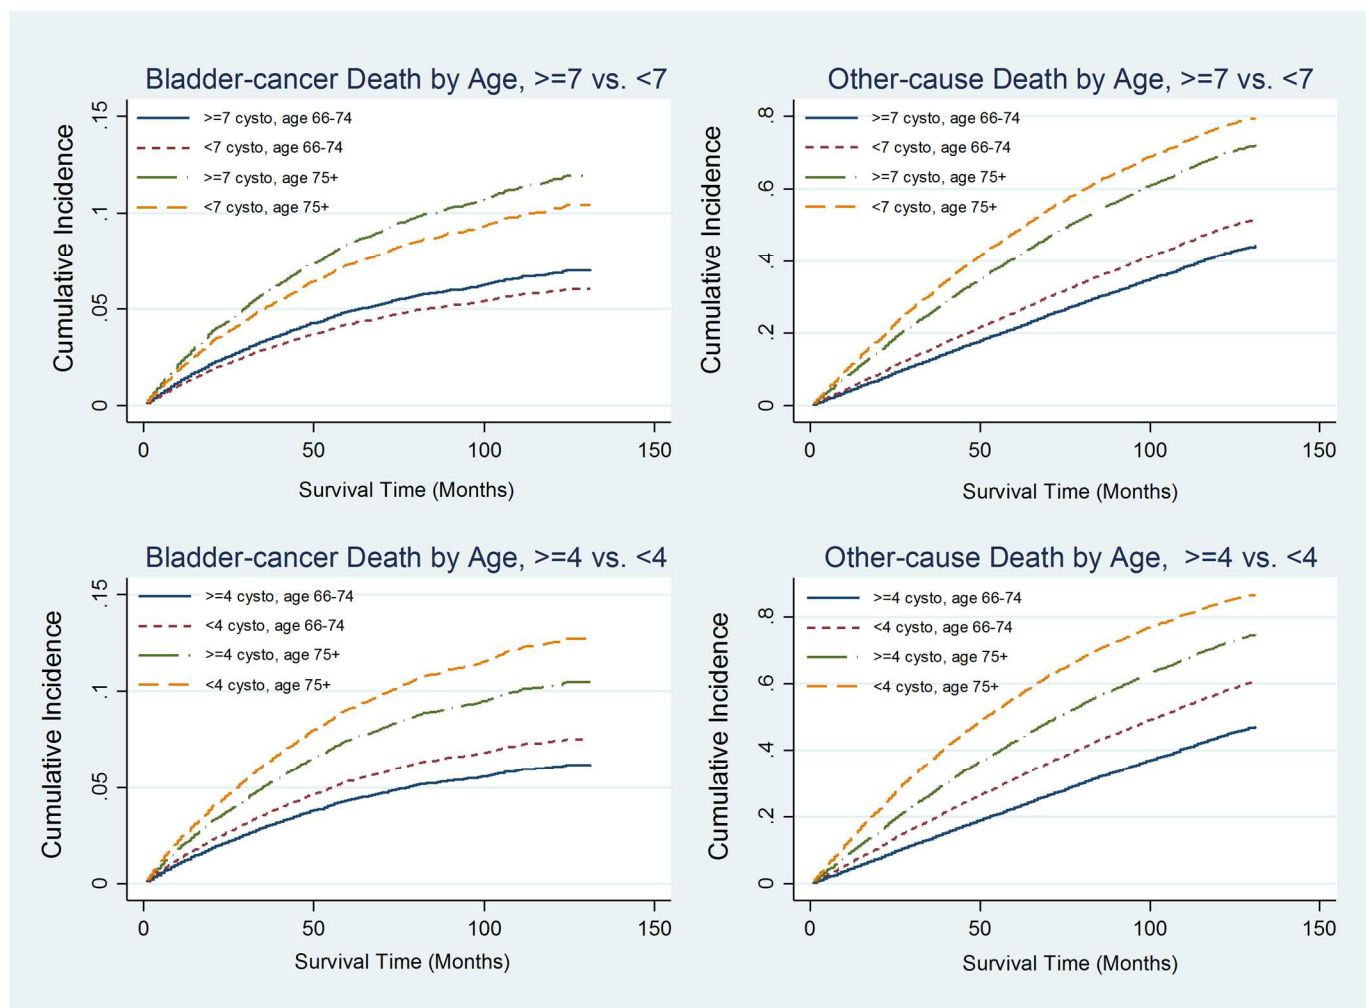 Bladder-cancer Death by Age, >=7 vs. <7
Cumulative Incidence
.15
.1
.05
0
>=7 cysto, age 66-74
<7 cysto, age 66-74
>=7 cysto, age 75+
<7 cysto, age 75+
0 50 100 150
Survival Time (Months)
Other-cause Death by Age, >=7 vs. <7
Cumulative Incidence
.8
.6
.4
.2
0
>=7 cysto, age 66-74
<7 cysto, age 66-74
>=7 cysto, age 75+
<7 cysto, age 75+
0 50 100 150
Survival Time (Months)
Bladder-cancer Death by Age, >=4 vs. <4
Cumulative Incidence
.15
.1
.05
0
>=4 cysto, age 66-74
<4 cysto, age 66-74
>=4 cysto, age 75+
<4 cysto, age 75+
0 50 100 150
Survival Time (Months)
Other-cause Death by Age, >=4 vs. <4
Cumulative Incidence
.8
.6
.4
.2
0
>=4 cysto, age 66-74
<4 cysto, age 66-74
>=4 cysto, age 75+
<4 cysto, age 75+
0 50 100 150
Survival Time (Months)